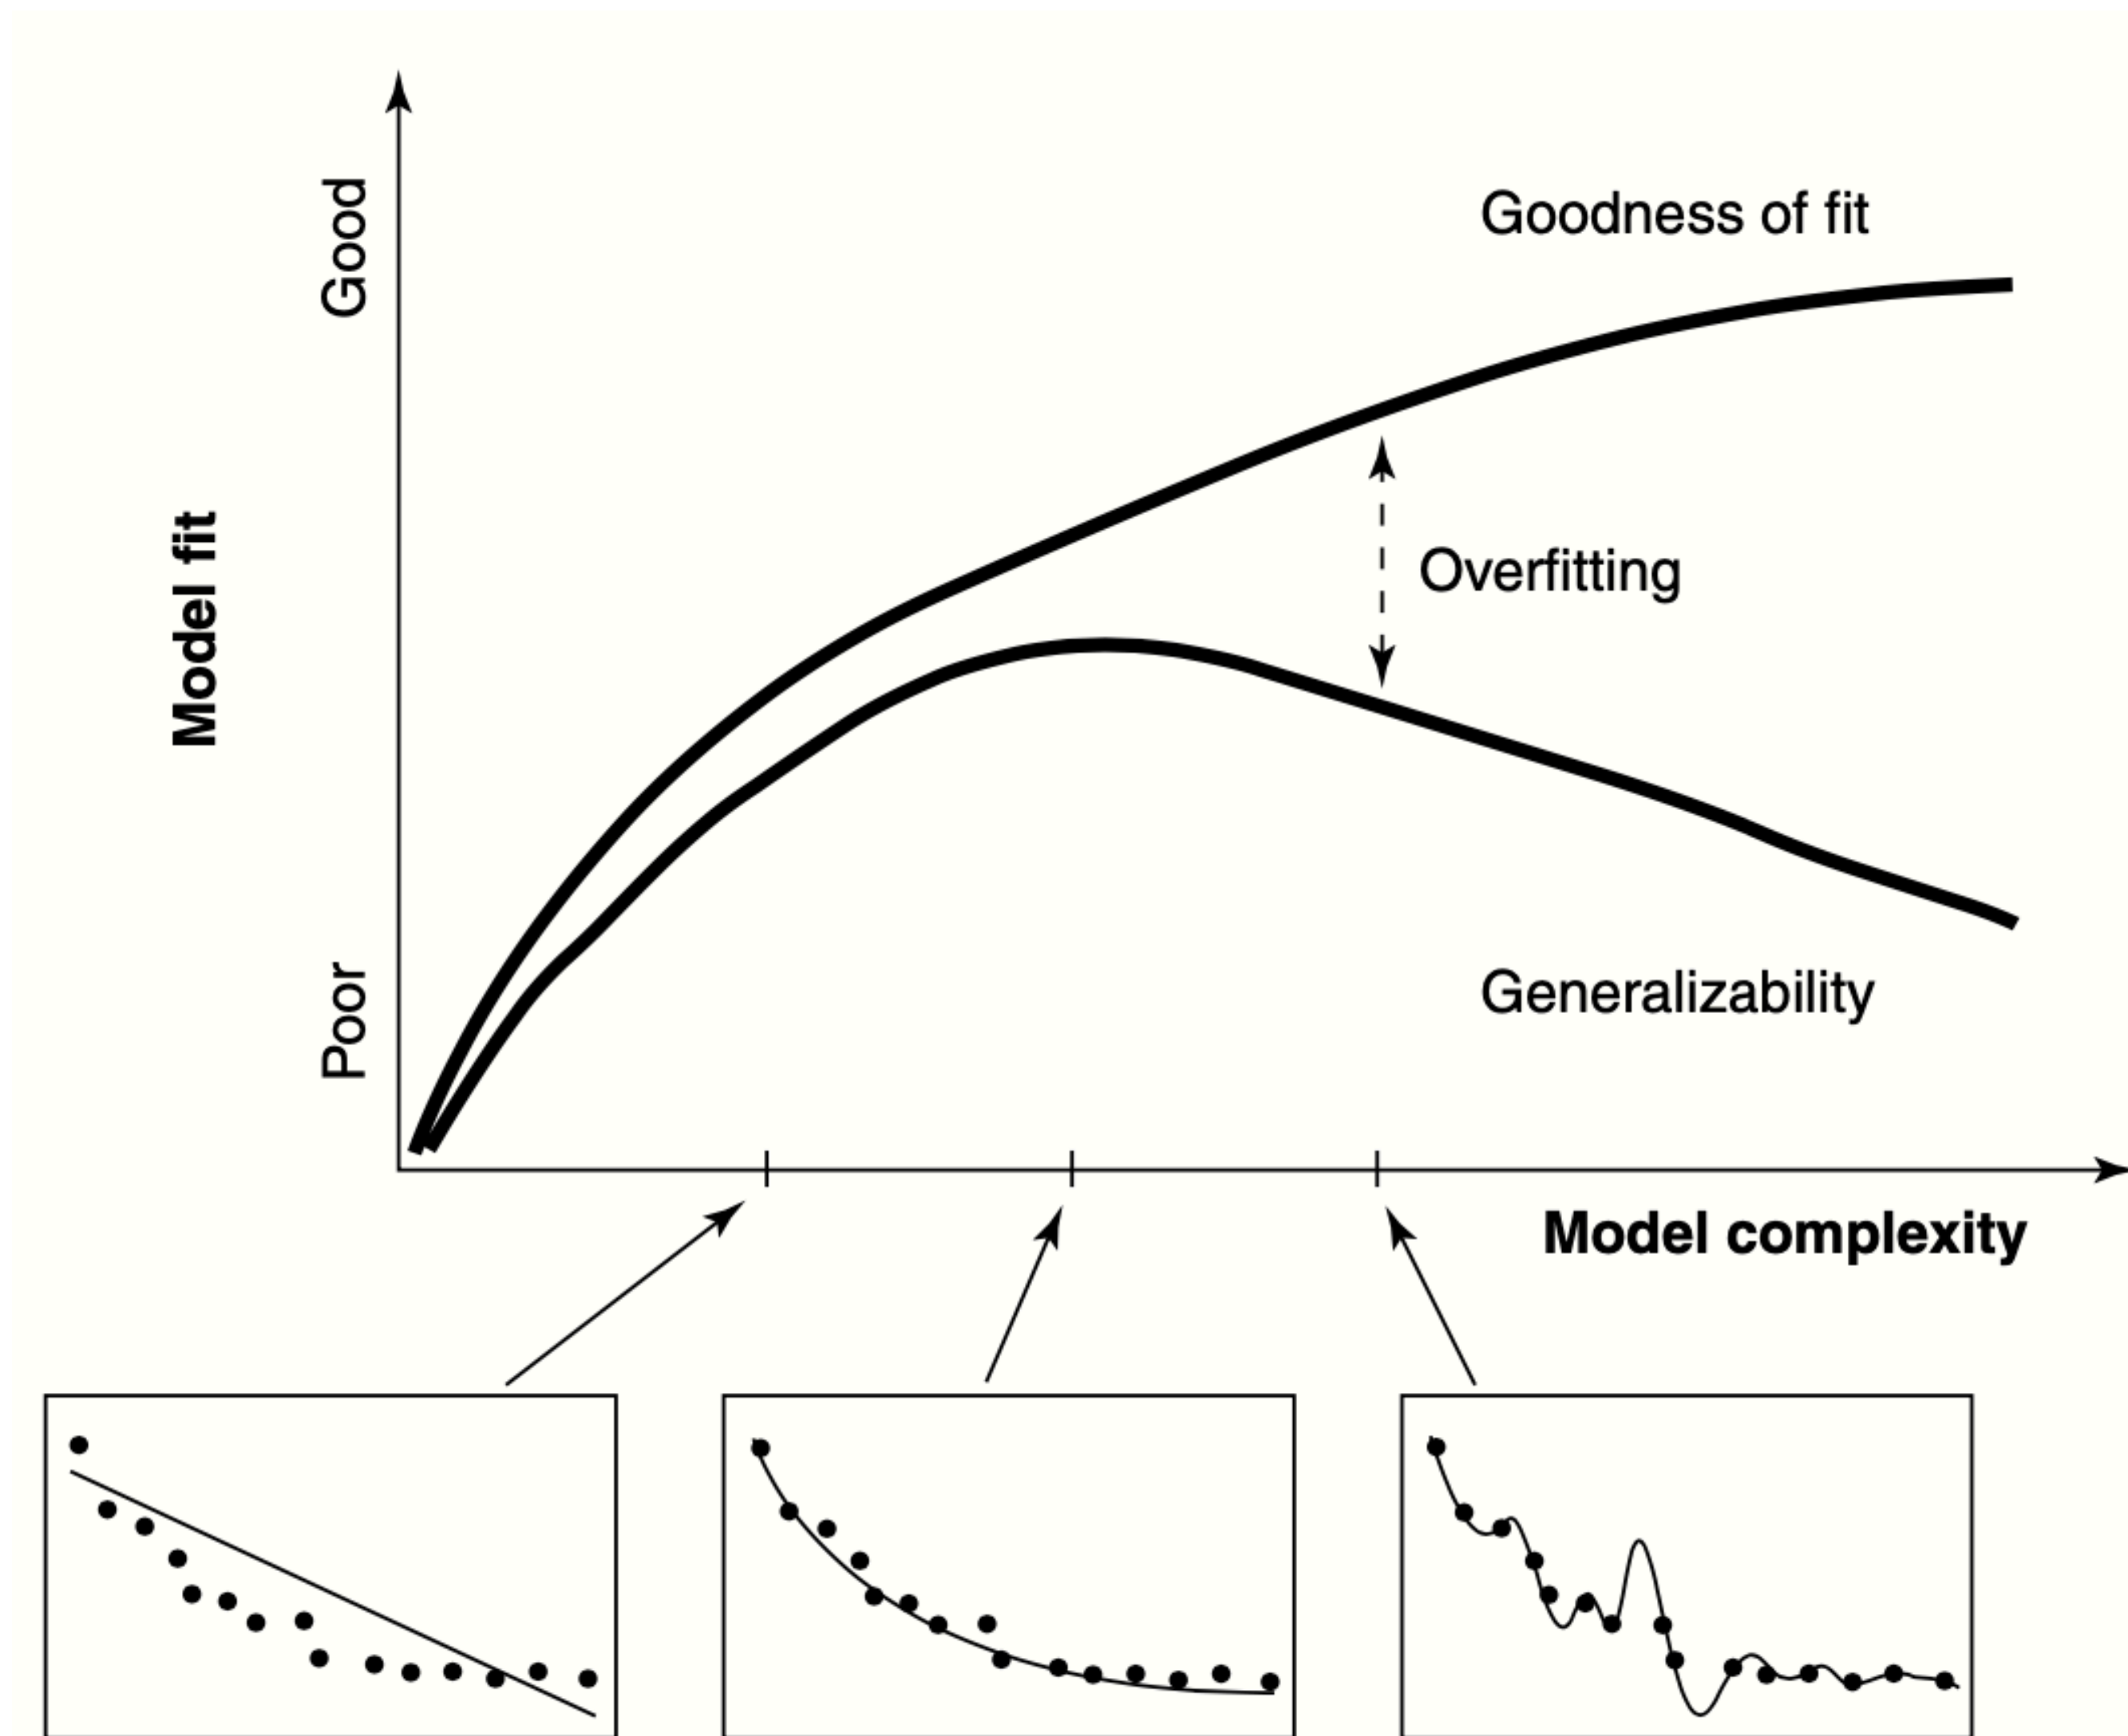 Good
Goodness of fit
Model fit
Overfitting
Poor
Generalizability
Model complexity